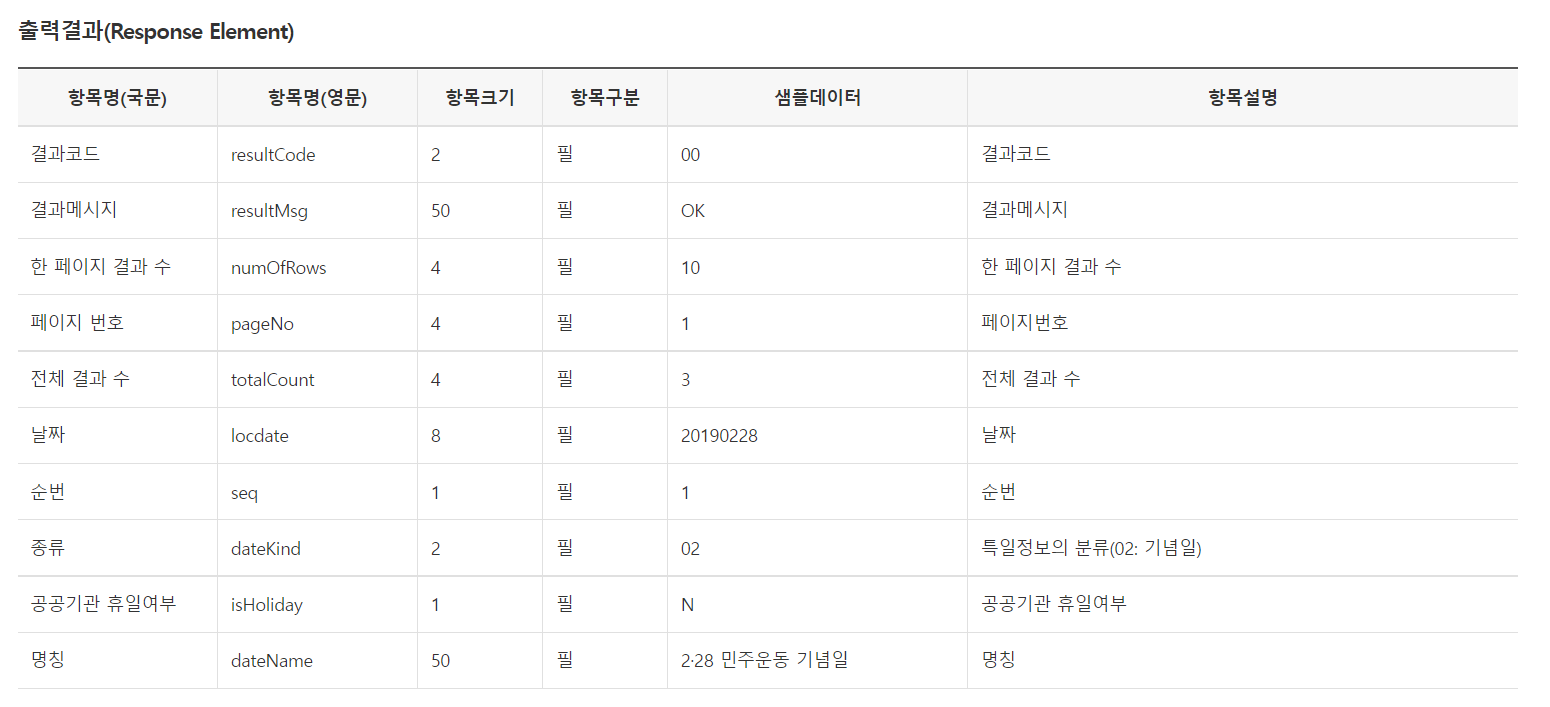 출력결과(Response Element)
항목명(국문) 항목명(영문) 항목크기 항목구분 샘플데이터 항목설명
결과코드 resultCode 2 필 00 결과코드
결과메시지 resultMsg 50 필 OK 결과메시지
한 페이지 결과 수 numOfRows 4 필 10 한 페이지 결과 수
페이지 번호 pageNo 4 필 1 페이지번호
전체 결과 수 totalCount 4 필 3 전체 결과 수
날짜 locdate 8 필 20190228 날짜
순번 seq 1 필 1 순번
종류 dateKind 2 필 02 특일정보의 분류(02: 기념일)
공공기관 휴일여부 isHoliday 1 필 N 공공기관 휴일여부
명칭 dateName 50 필 2·28 민주운동 기념일 명칭